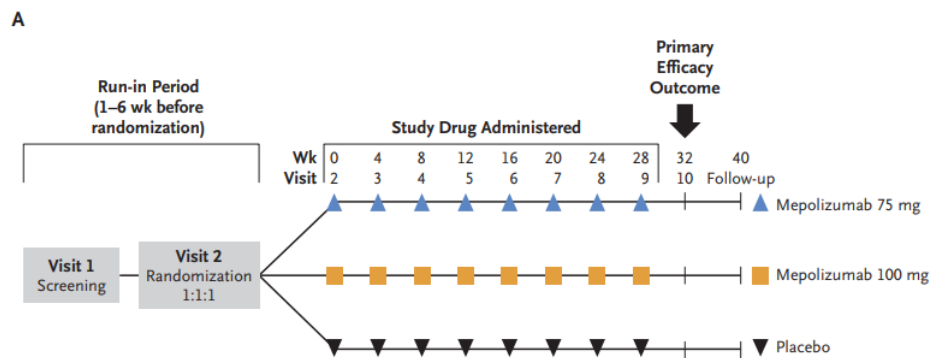 A
Primary
Efficacy
Outcome
Run-in Period
(1–6 wk before
randomization)
Study Drug Administered
Wk 0 4 8 12 16 20 24 28 32 40
Visit 2 3 4 5 6 7 8 9 10 Follow-up
Mepolizumab 75 mg
Visit 1
Screening
Visit 2
Randomization
1:1:1
Mepolizumab 100 mg
Placebo